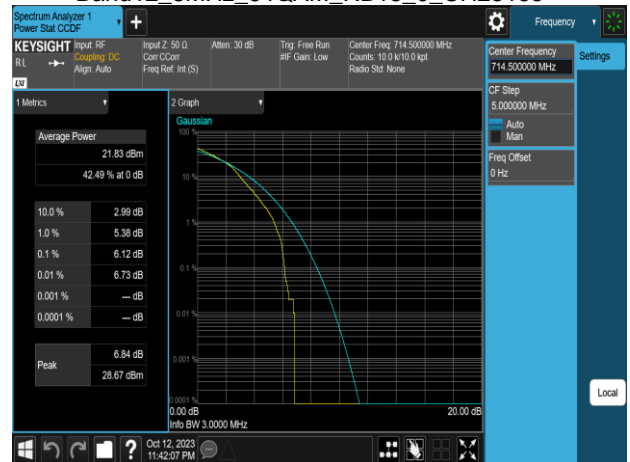 Spectrum Analyzer 1
Power Stat CCDF
Frequency
KEYSIGHT
RL
LXI
Input: RF
Coupling: DC
Align: Auto
Input Z: 50 Ω
Corr CCorr
Freq Ref: Int (S)
Atten: 30 dB
Trig: Free Run
#IF Gain: Low
Center Freq: 714.500000 MHz
Counts: 10.0 k/10.0 kpt
Radio Std: None
Center Frequency
714.500000 MHz
Settings
CF Step
5.000000 MHz
Auto
Man
Freq Offset
0 Hz
1 Metrics
Average Power
21.83 dBm
42.49 % at 0 dB
10.0 % 2.99 dB
1.0 % 5.38 dB
0.1 % 6.12 dB
0.01 % 6.73 dB
0.001 % --- dB
0.0001 % --- dB
Peak
6.84 dB
28.67 dBm
2 Graph
Gaussian
100 %
10 %
1 %
0.1 %
0.01 %
0.001 %
0.0001 %
0.00 dB
20.00 dB
Info BW 3.0000 MHz
Local
?
Oct 12, 2023
11:42:07 PM